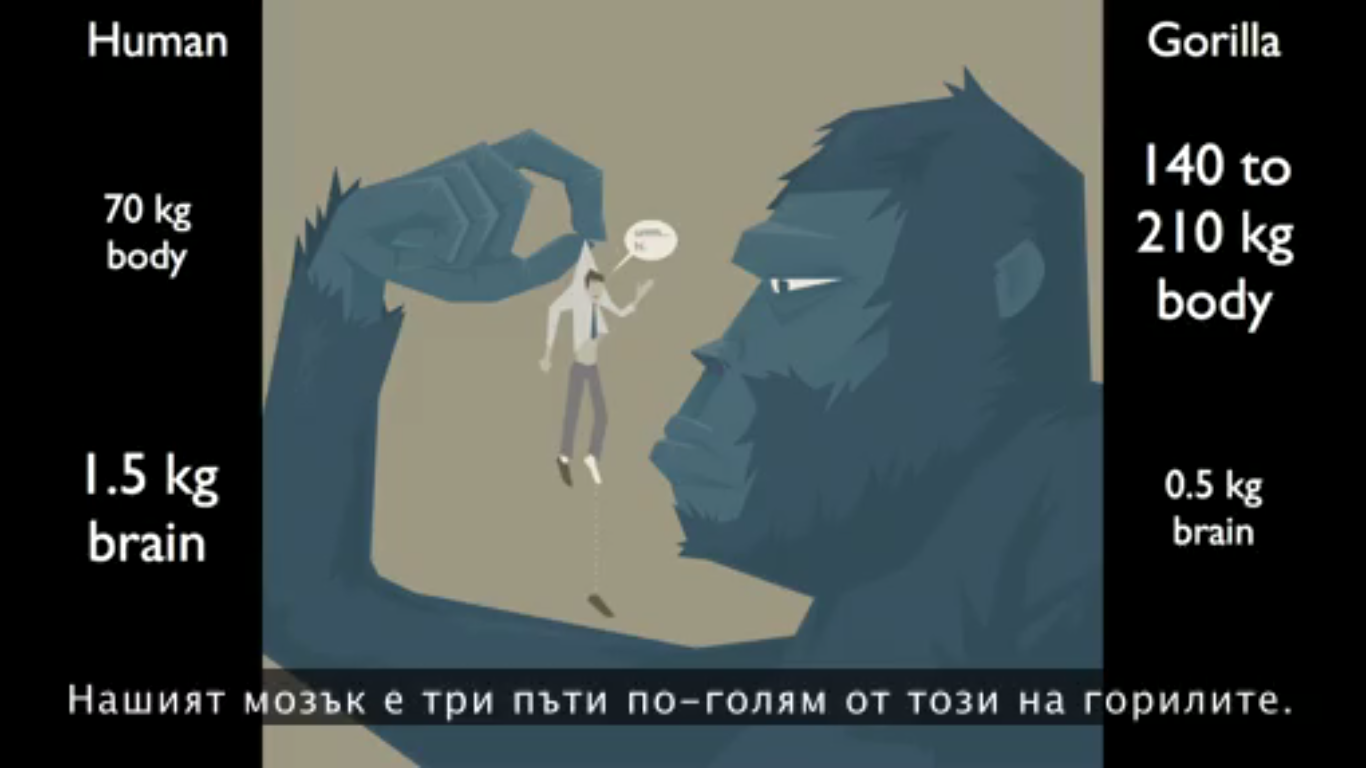 Human
70 kg
body
1.5 kg
brain
Gorilla
140 to
210 kg
body
0.5 kg
brain
Нашият мозък е три пъти по-голям от този на горилите.